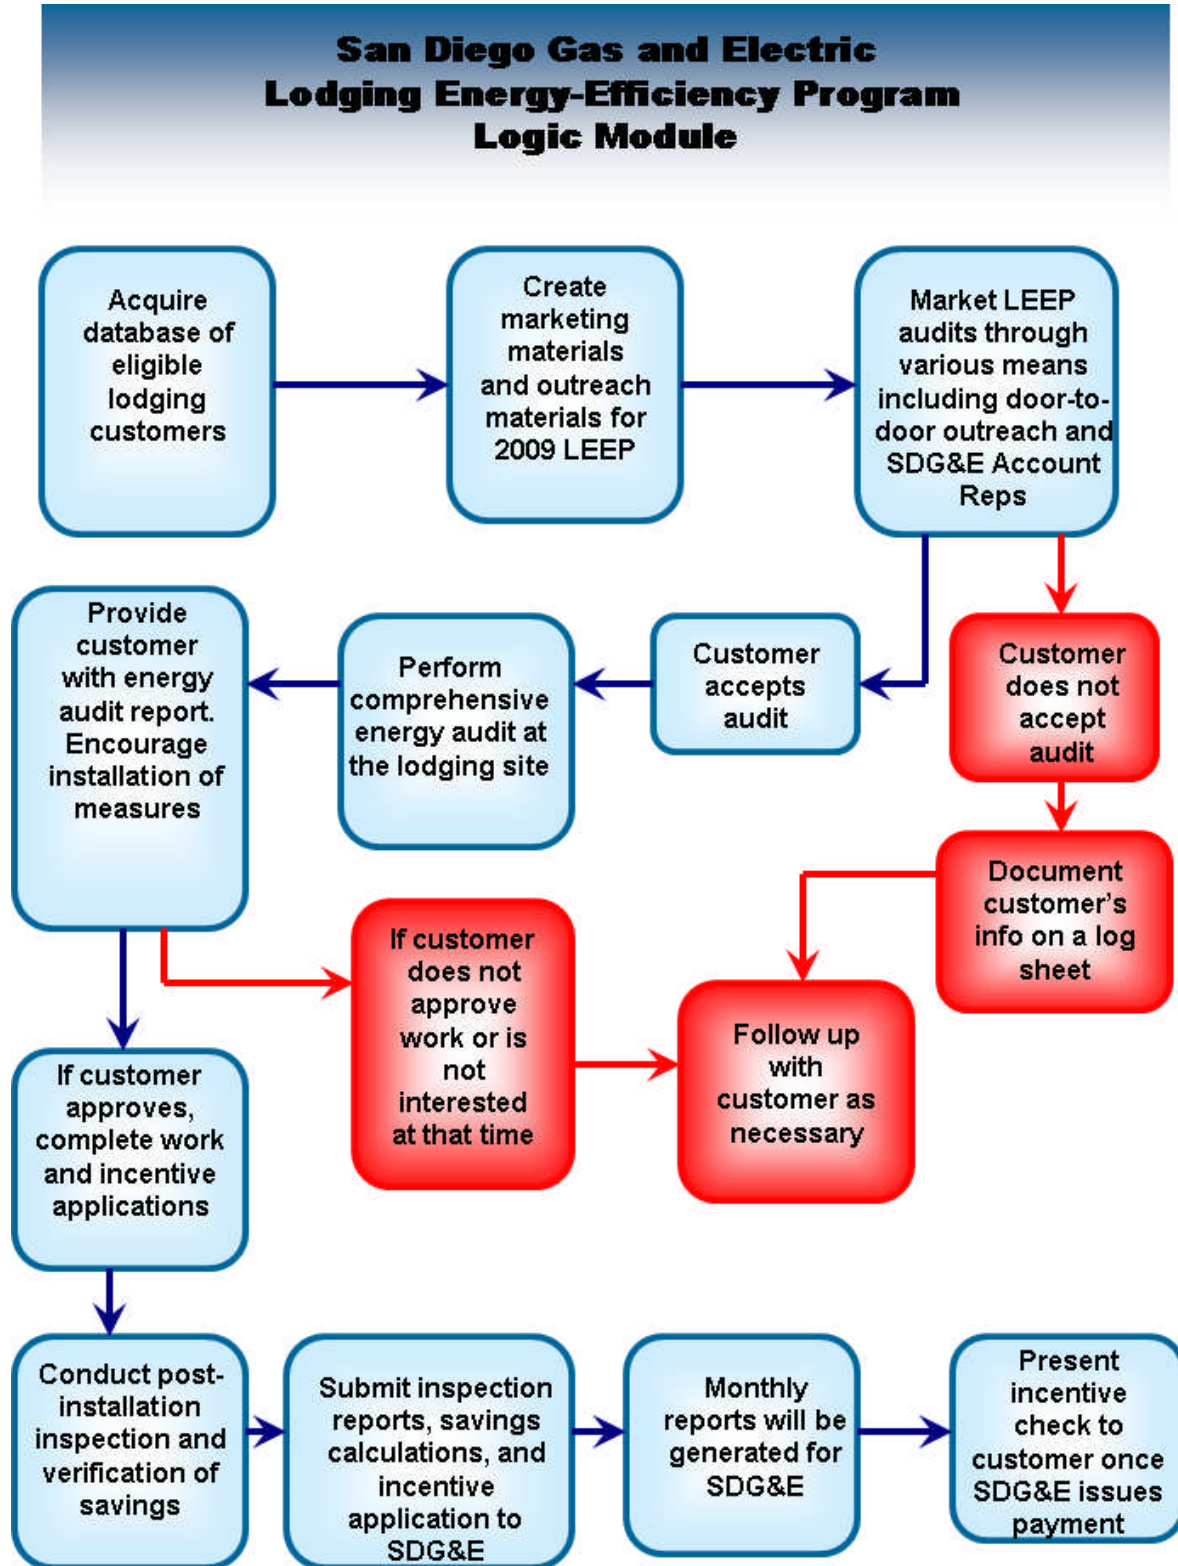 San Diego Gas and Electric
Lodging Energy-Efficiency Program
Logic Module
Acquire
database of
eligible
lodging
customers
Create
marketing
materials
and outreach
materials for
2009 LEEP
Market LEEP
audits through
various means
including door-to-
door outreach and
SDG&E Account
Reps
Provide
customer
with energy
audit report.
Encourage
installation of
measures
Perform
comprehensive
energy audit at
the lodging site
Customer
accepts
audit
Customer
does not
accept
audit
Document
customer's
info on a log
sheet
If customer
does not
approve
work or is
not
interested
at that time
Follow up
with
customer as
necessary
If customer
approves,
complete work
and incentive
applications
Conduct post-
installation
inspection and
verification of
savings
Submit inspection
reports, savings
calculations, and
incentive
application to
SDG&E
Monthly
reports will be
generated for
SDG&E
Present
incentive
check to
customer once
SDG&E issues
payment